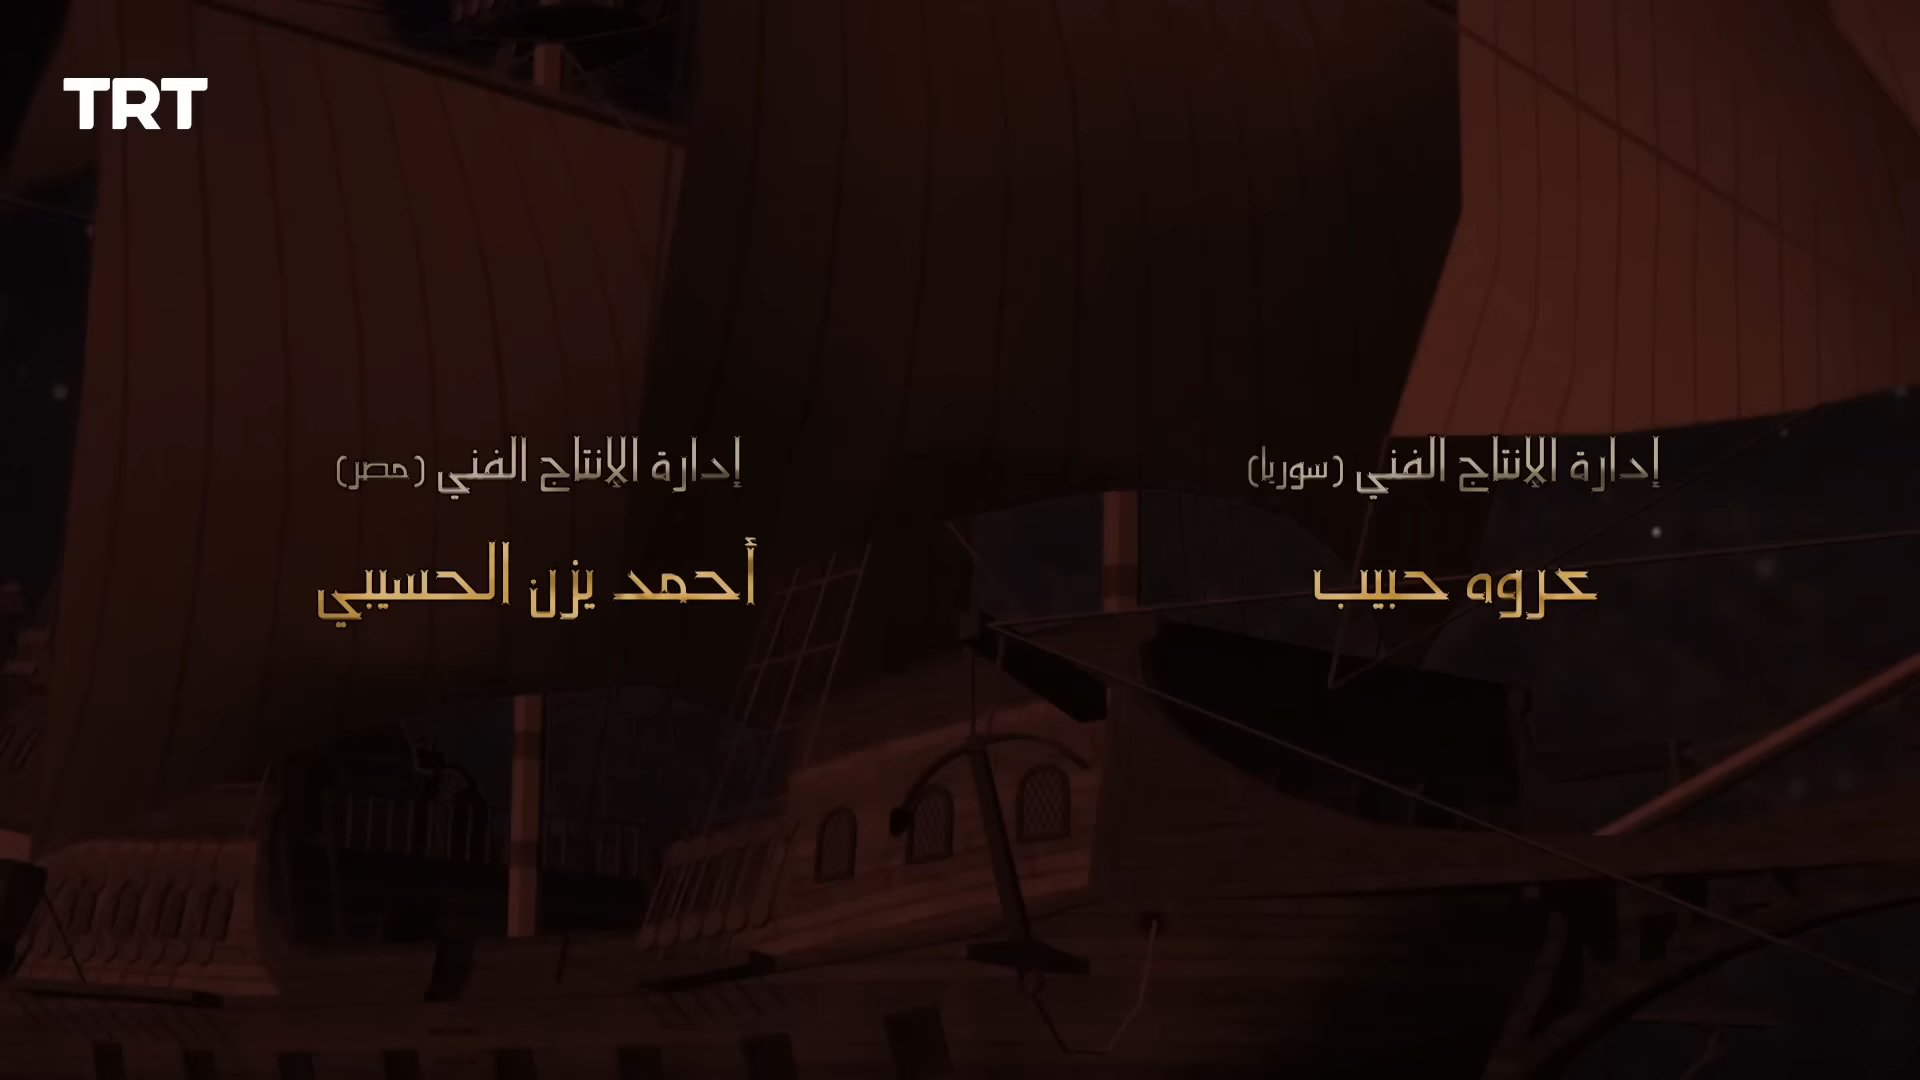 TRT
إدارة الإنتاج الفني (سوريا)
عروه حبيب
إدارة الإنتاج الفني (مصر)
أحمد يزن الحسيبي